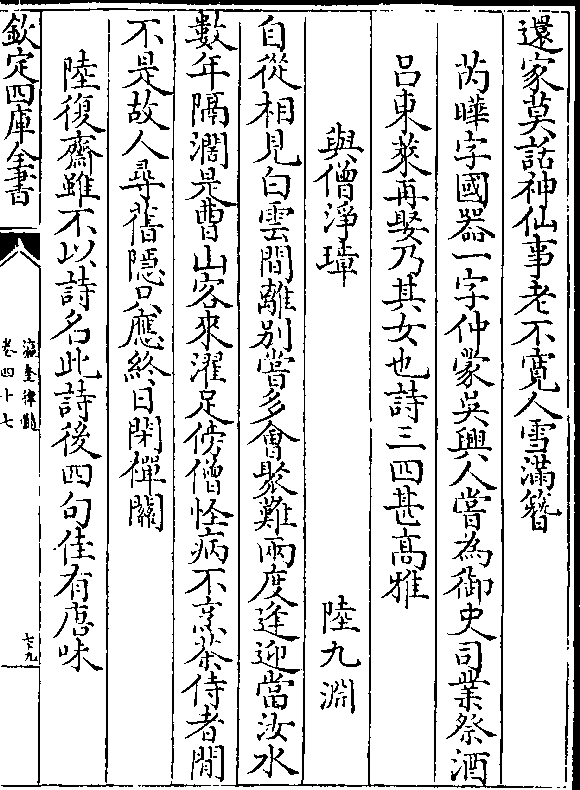 還家莫話神仙事老不寛人雪滿簪
芮曄字國器一字仲蒙吳興人嘗為御史司業祭酒
呂東萊再娶乃其女也詩三四甚髙雅
與僧淨璋
陸九淵
自從相見白雲間離别嘗多會聚難兩度逢迎當汝水
數年隔濶是曹山客來濯足傍僧怪病不烹茶侍者閒
不是故人尋舊隠只應終日閉禪闗
陸復齋雖不以詩名此詩後四句佳有唐味
欽定四庫全書
瀛奎律髓
卷四十七
七十九